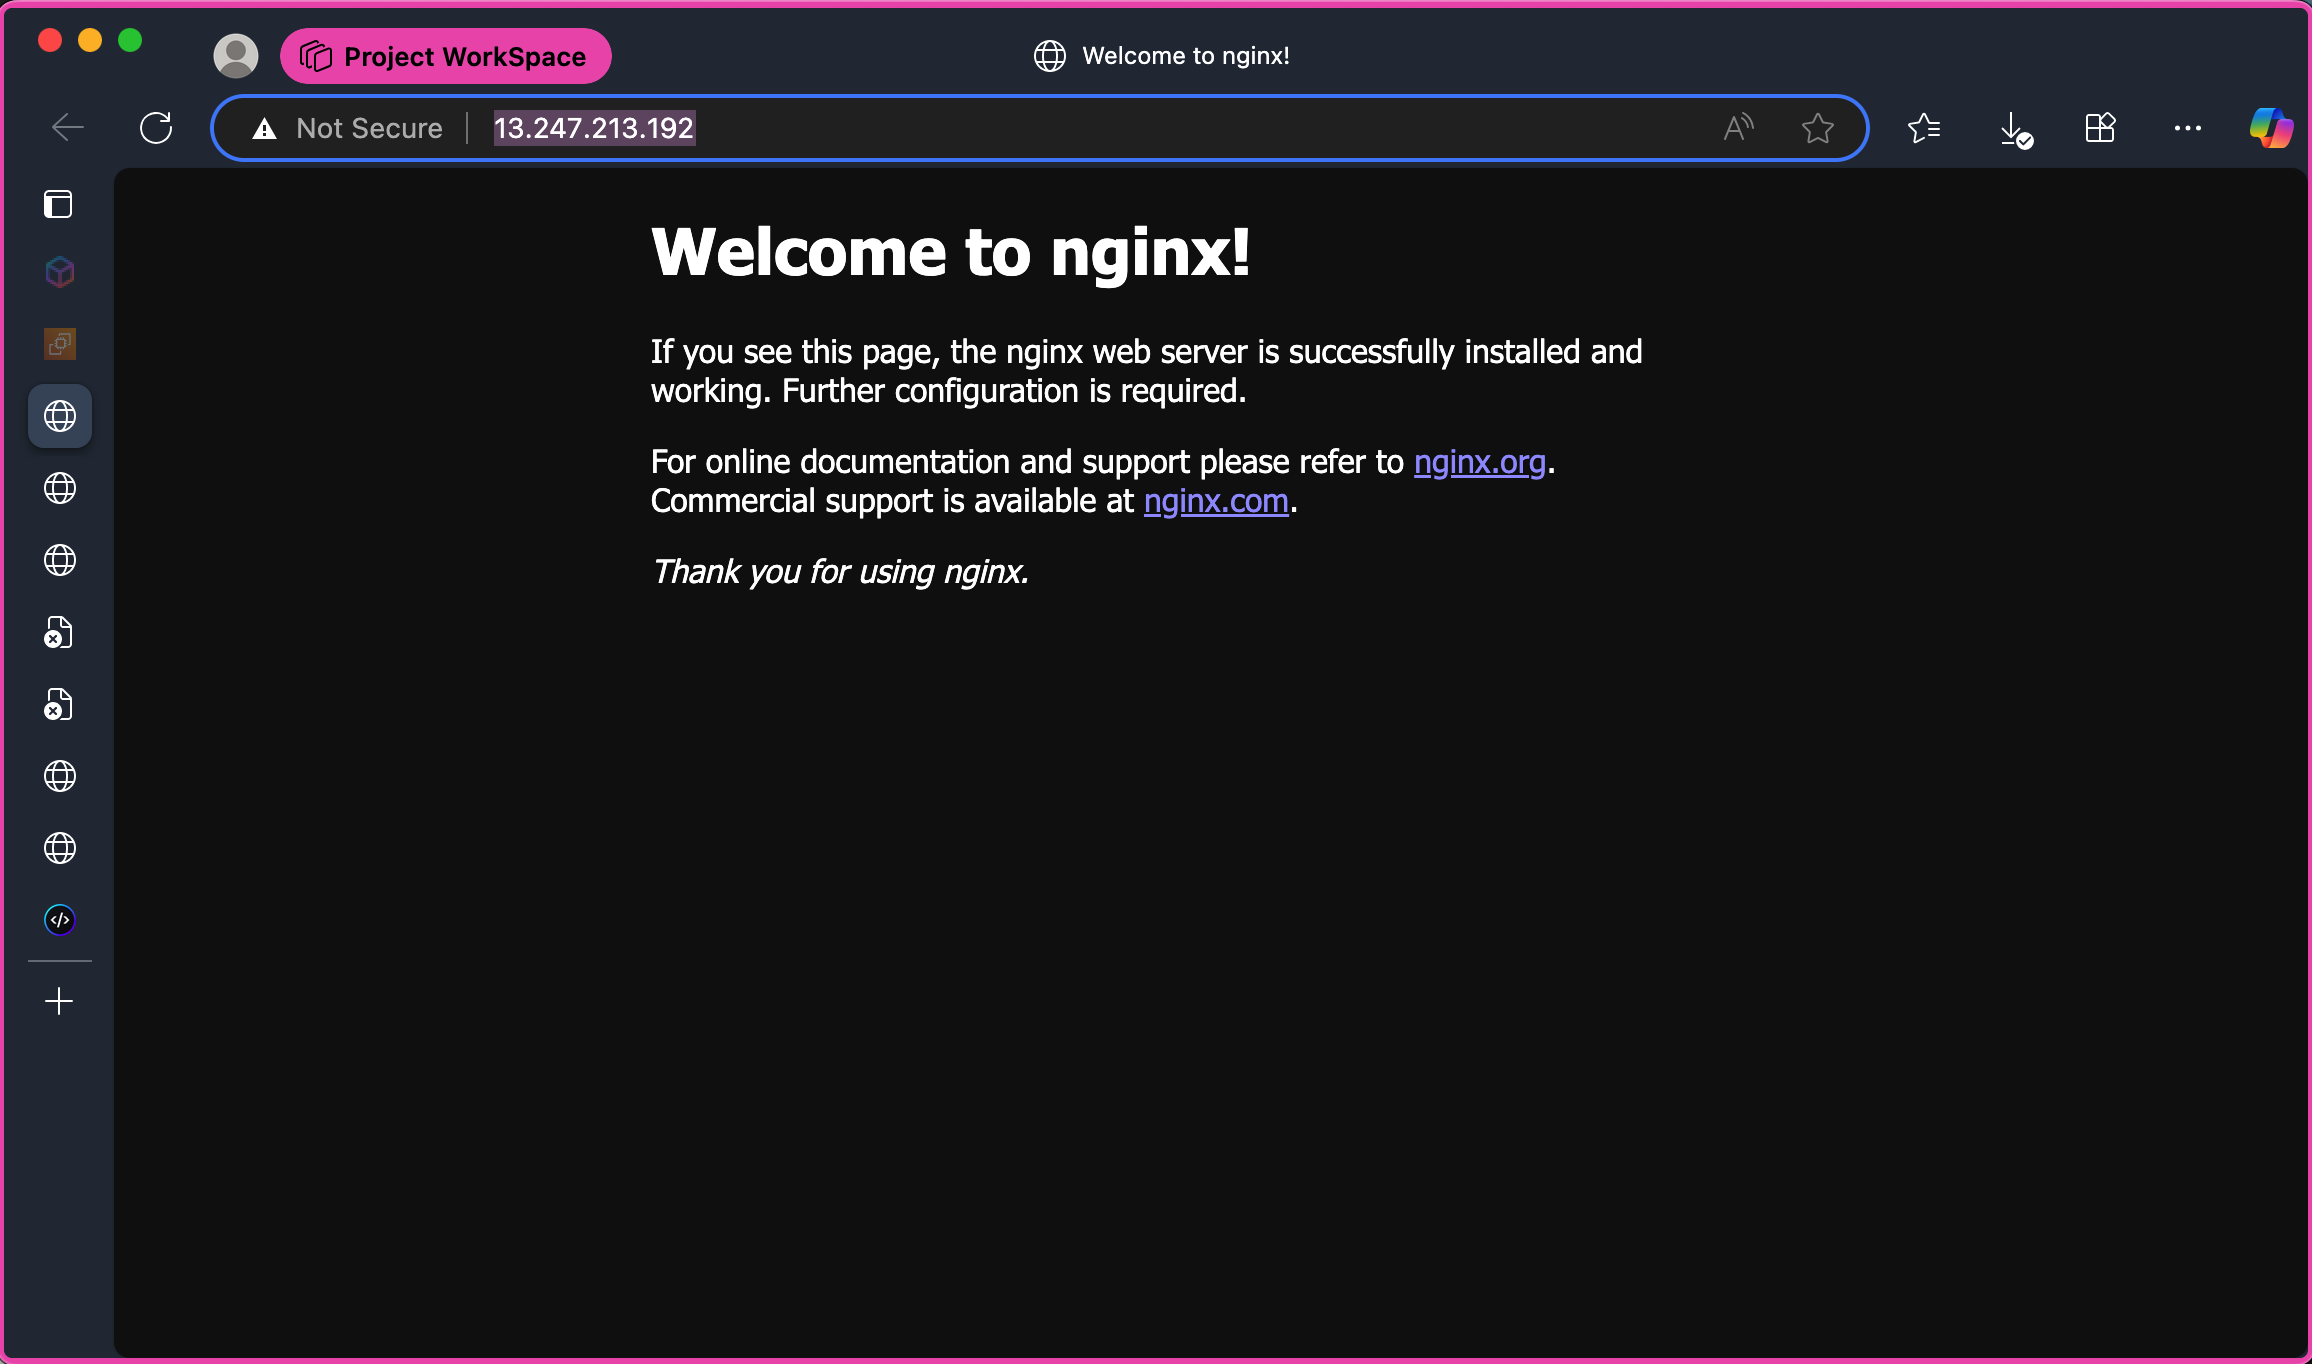 Project WorkSpace
Welcome to nginx!
Not Secure
13.247.213.192
Welcome to nginx!
If you see this page, the nginx web server is successfully installed and
working. Further configuration is required.
For online documentation and support please refer to nginx.org.
Commercial support is available at nginx.com.
Thank you for using nginx.